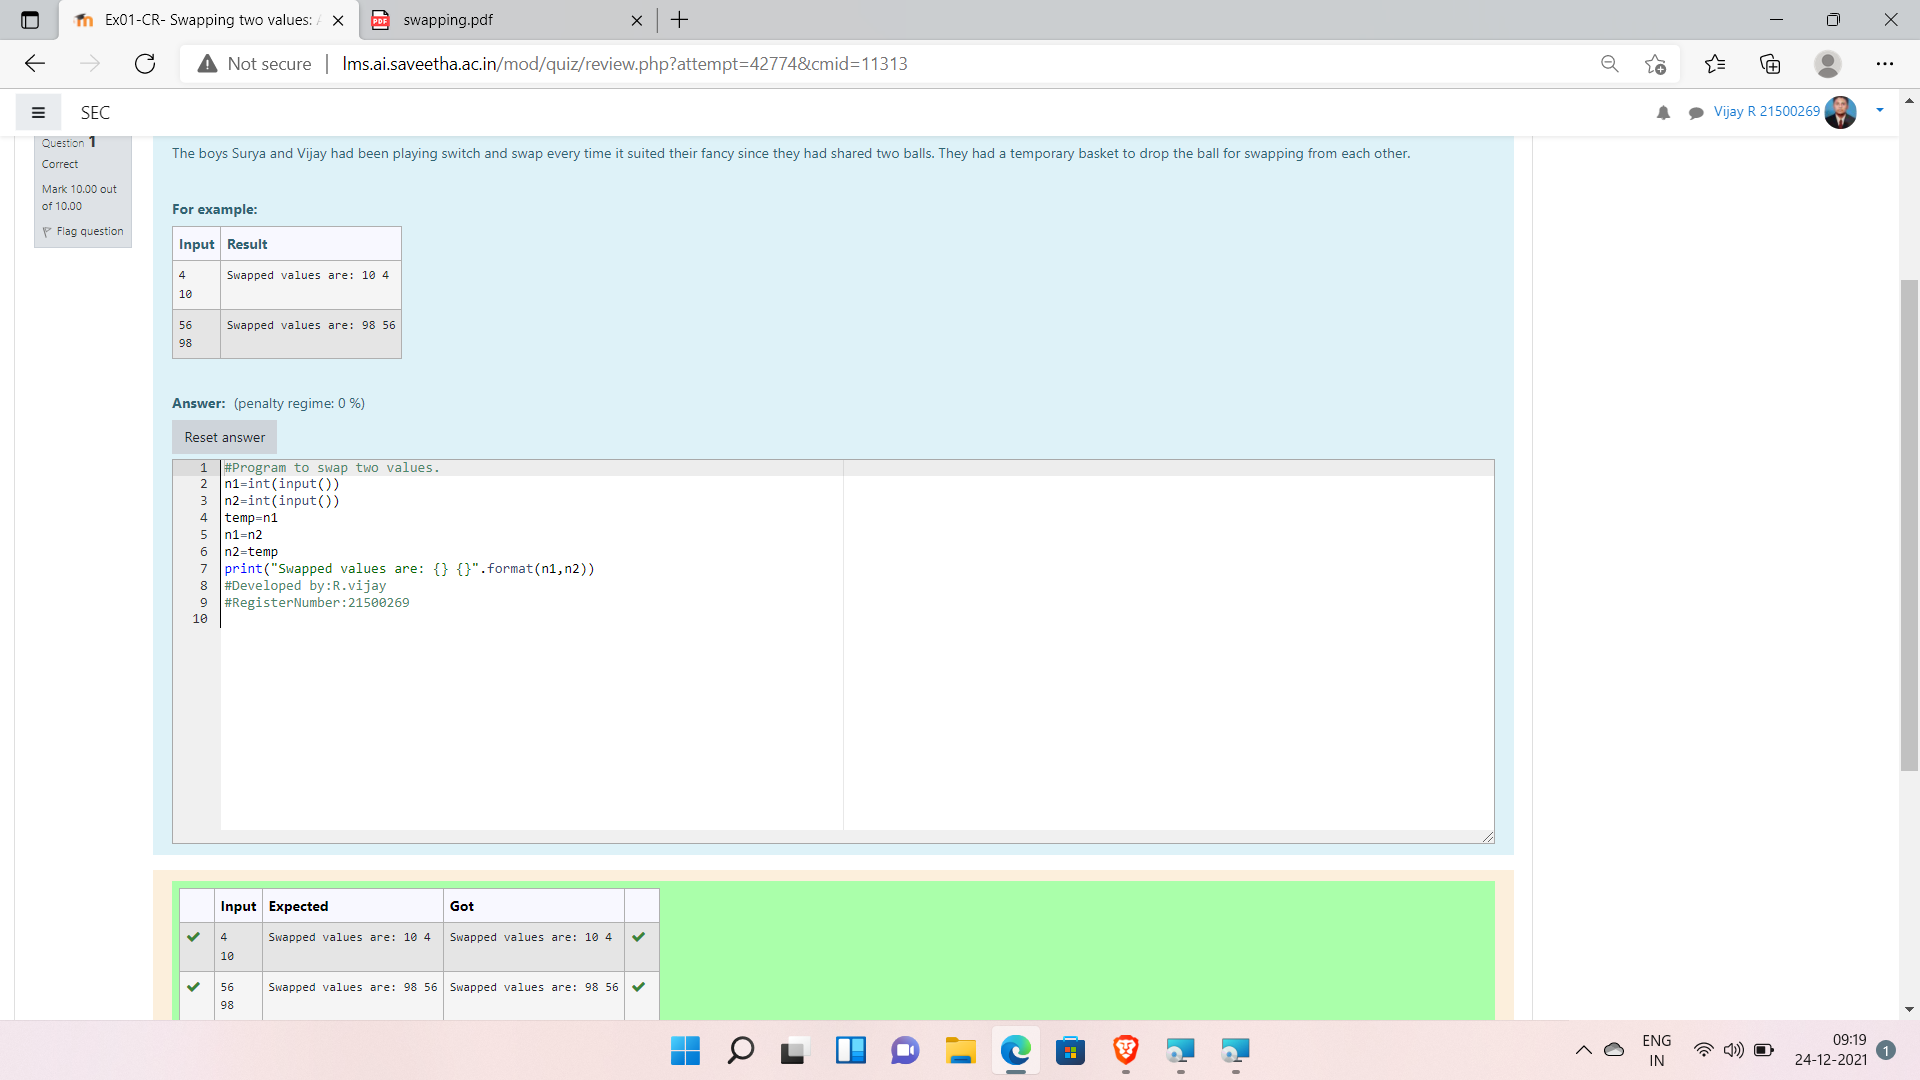 Ex01-CR- Swapping two values:
swapping.pdf
Not secure
lms.ai.saveetha.ac.in/mod/quiz/review.php?attempt=42774&cmid=11313
SEC
Vijay R 21500269
Question 1
Correct
Mark 10.00 out
of 10.00
Flag question
The boys Surya and Vijay had been playing switch and swap every time it suited their fancy since they had shared two balls. They had a temporary basket to drop the ball for swapping from each other.
For example:
Input Result
4 Swapped values are: 10 4
10
56 Swapped values are: 98 56
98
Answer: (penalty regime: 0 %)
Reset answer
1 #Program to swap two values.
2 n1=int(input())
3 n2=int(input())
4 temp=n1
5 n1=n2
6 n2=temp
7 print("Swapped values are: {} {}".format(n1,n2))
8 #Developed by:R.vijay
9 #RegisterNumber:21500269
10
Input Expected Got
4 Swapped values are: 10 4 Swapped values are: 10 4
10
56 Swapped values are: 98 56 Swapped values are: 98 56
98
ENG
IN
09:19
24-12-2021
1